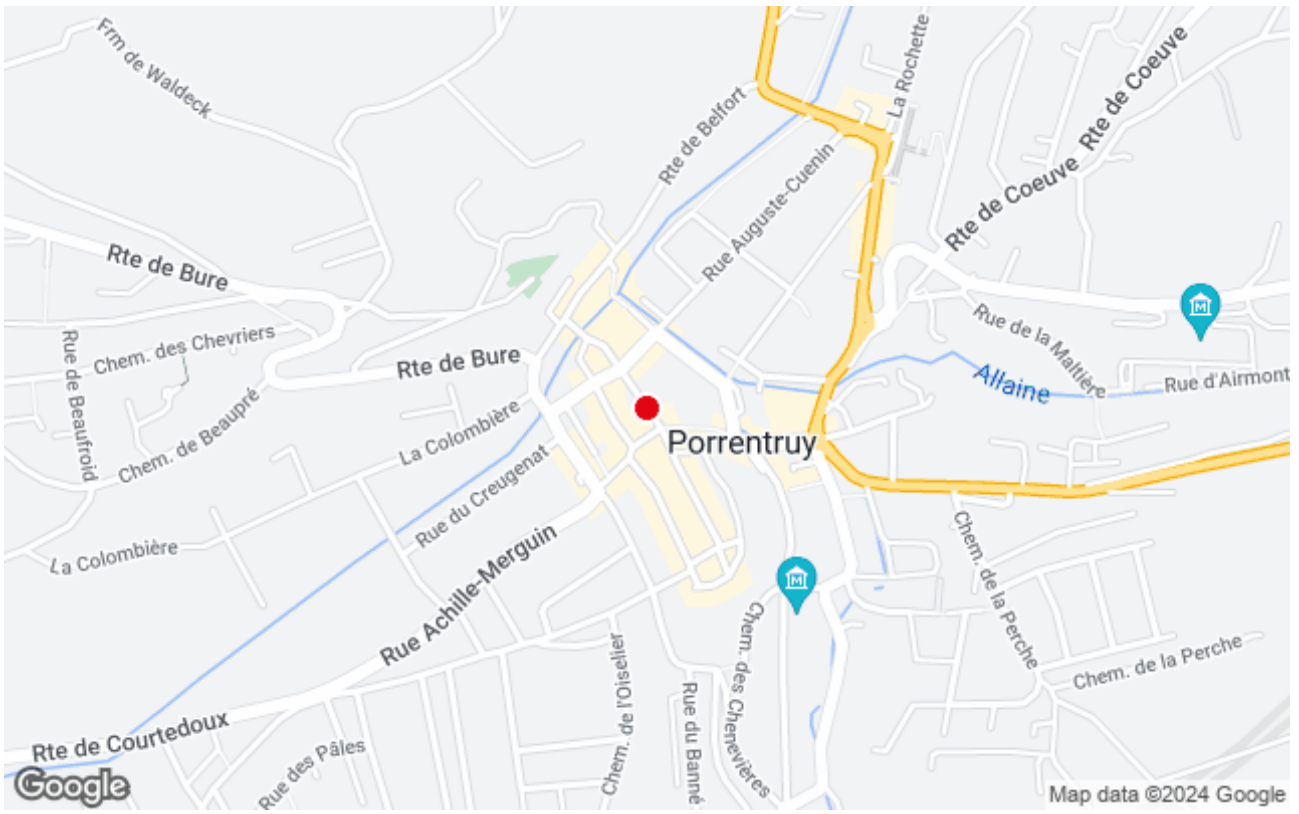 Frm de Waldeck
La Rochette
Rte de Coeuve
Rte de Belfort
Rue Auguste-Cuenin
Rte de Coeuve
Rte de Coeuve
Rte de Bure
Rue de la Maltière
Chem. des Chevriers
Rue de Beaufroid
Rte de Bure
Allaine
Rue d'Airmont
Chem. de Beaupré
La Colombière
Porrentruy
Rue du Creugenat
La Colombière
Rue Achille-Merguin
Chem. de la Perche
Chem. des Chenevières
Chem. de l'Oiselier
Chem. de la Perche
Rue du Banné
Rte de Courtedoux
Rue des Pâles
Google
Map data ©2024 Google